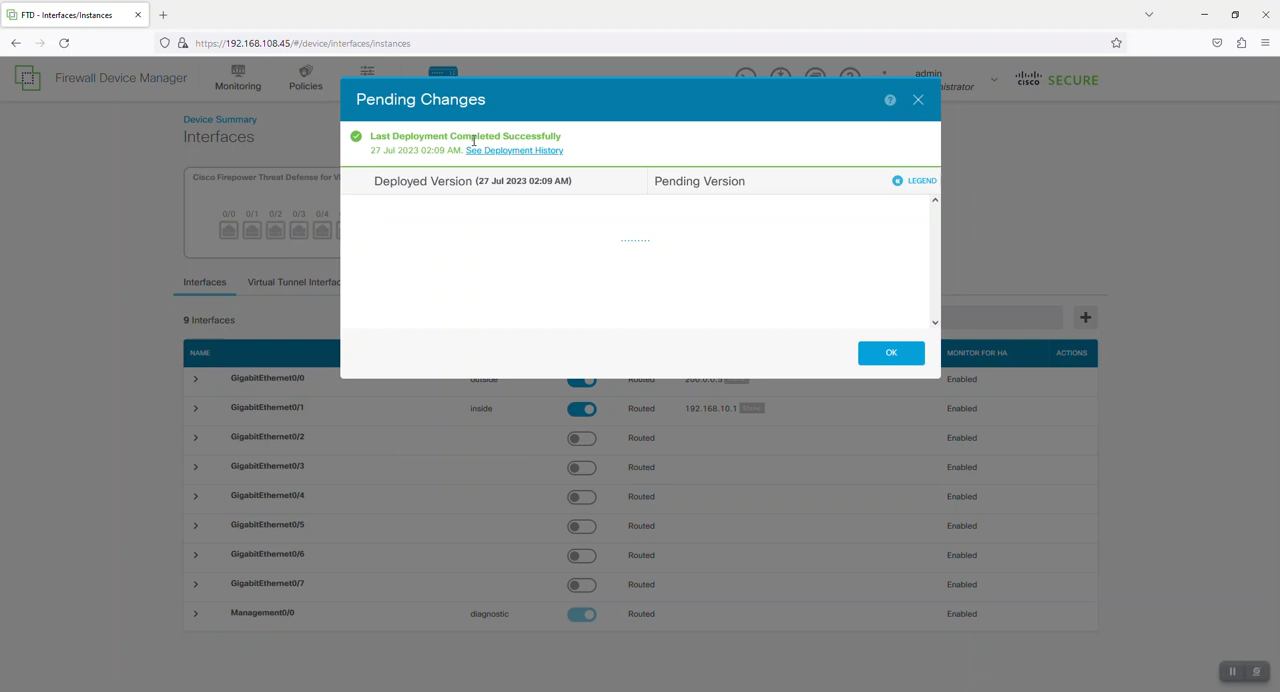 FTD - Interfaces/Instances
https://192.168.108.45/#/device/interfaces/instances
Firewall Device Manager
Monitoring
Policies
admin
CISCO SECURE
Device Summary
Interfaces
Pending Changes
Last Deployment Completed Successfully
27 Jul 2023 02:09 AM. See Deployment History
Deployed Version (27 Jul 2023 02:09 AM)
Pending Version
LEGEND
OK
Cisco Firepower Threat Defense for
0/0 0/1 0/2 0/3 0/4
Interfaces
9 Interfaces
NAME
MONITOR FOR HA
ACTIONS
GigabitEthernet0/0 outside Routed 200.0.0.5 Enabled
GigabitEthernet0/1 inside Routed 192.168.10.1 Enabled
GigabitEthernet0/2 Routed Enabled
GigabitEthernet0/3 Routed Enabled
GigabitEthernet0/4 Routed Enabled
GigabitEthernet0/5 Routed Enabled
GigabitEthernet0/6 Routed Enabled
GigabitEthernet0/7 Routed Enabled
Management0/0 diagnostic Routed Enabled